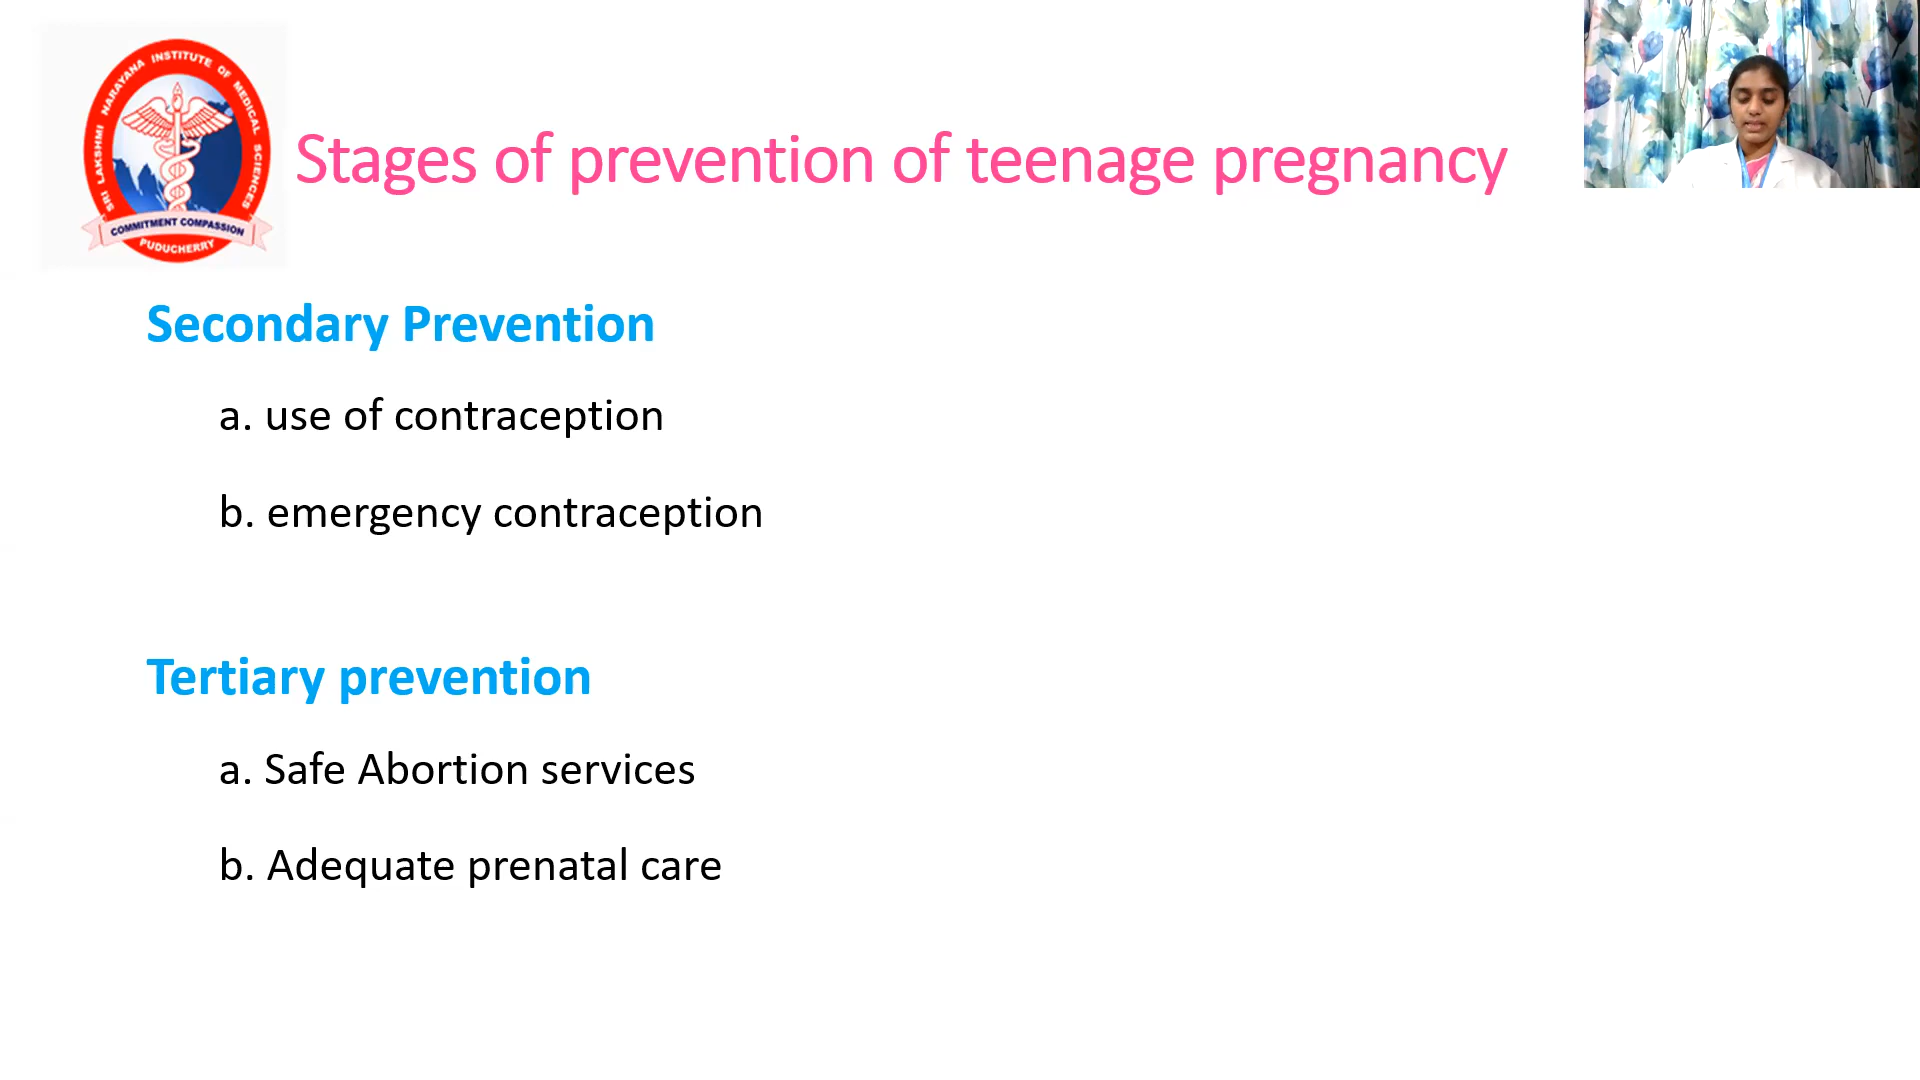 SRI LAKSHMI NARAYANA INSTITUTE OF MEDICAL SCIENCES
COMMITMENT COMPASSION
PUDUCHERRY
Stages of prevention of teenage pregnancy
Secondary Prevention
a. use of contraception
b. emergency contraception
Tertiary prevention
a. Safe Abortion services
b. Adequate prenatal care